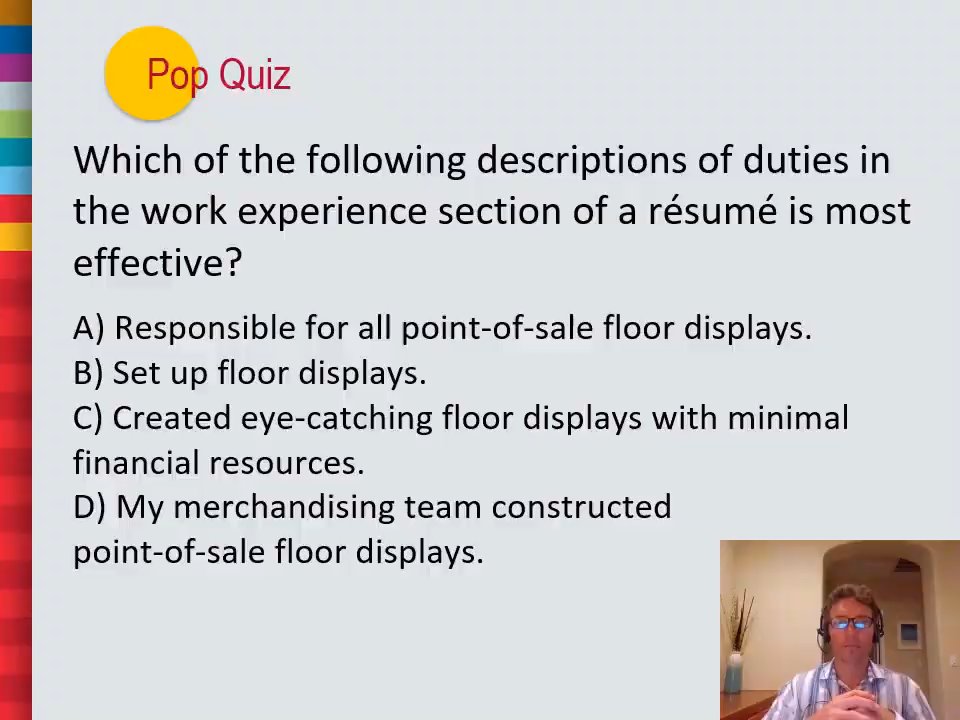 Pop Quiz
Which of the following descriptions of duties in
the work experience section of a résumé is most
effective?
A) Responsible for all point-of-sale floor displays.
B) Set up floor displays.
C) Created eye-catching floor displays with minimal
financial resources.
D) My merchandising team constructed
point-of-sale floor displays.